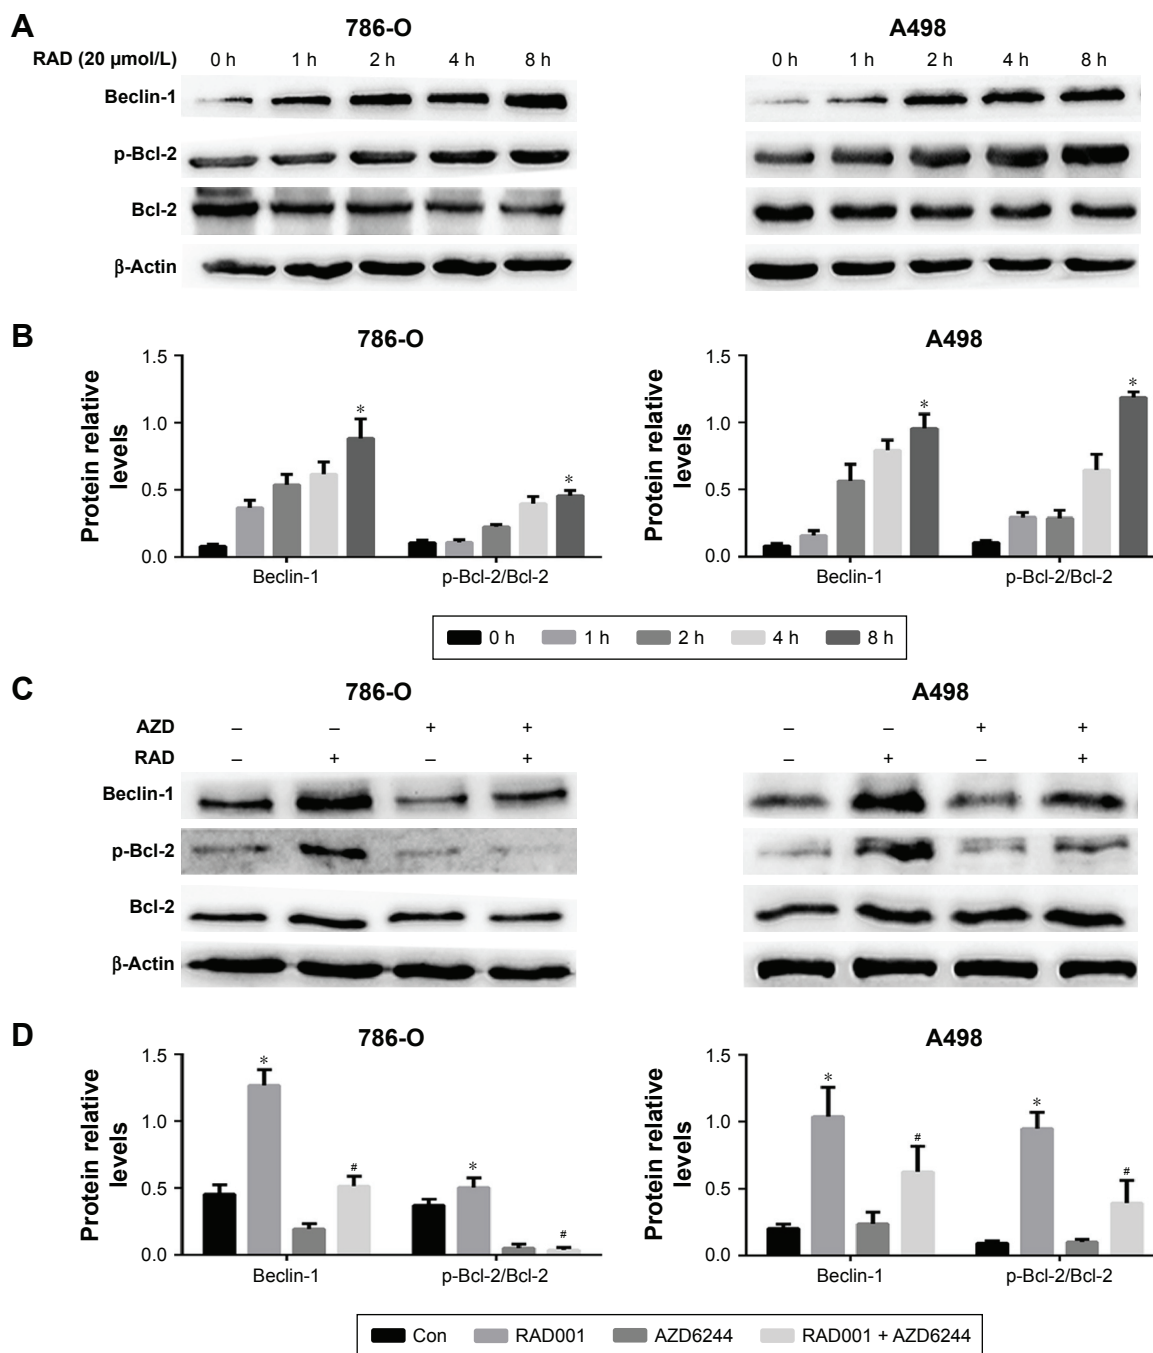 A
786-O
A498
RAD (20 μmol/L)
0 h 1 h 2 h 4 h 8 h
0 h 1 h 2 h 4 h 8 h
Beclin-1
p-Bcl-2
Bcl-2
β-Actin
B
786-O
Protein relative
levels
1.5
1.0
0.5
0.0
*
*
Beclin-1
p-Bcl-2/Bcl-2
A498
Protein relative
levels
1.5
1.0
0.5
0.0
*
*
Beclin-1
p-Bcl-2/Bcl-2
0 h 1 h 2 h 4 h 8 h
C
786-O
A498
AZD – – + + – – + +
RAD – + – + – + – +
Beclin-1
p-Bcl-2
Bcl-2
β-Actin
D
786-O
Protein relative
levels
1.5
1.0
0.5
0.0
*
#
*
#
Beclin-1
p-Bcl-2/Bcl-2
A498
Protein relative
levels
1.5
1.0
0.5
0.0
*
#
*
#
Beclin-1
p-Bcl-2/Bcl-2
Con RAD001 AZD6244 RAD001 + AZD6244